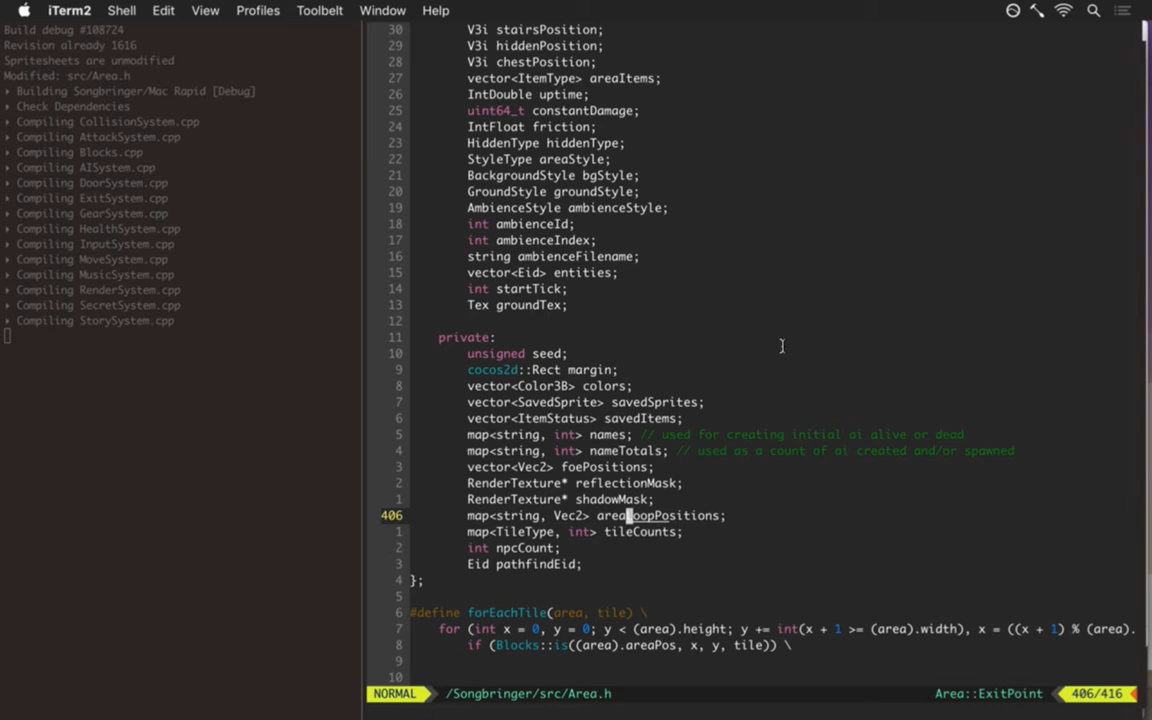 iTerm2 Shell Edit View Profiles Toolbelt Window Help
Build debug #108724
Revision already 1616
Spritesheets are unmodified
Modified: src/Area.h
Building Songbringer/Mac Rapid [Debug]
Check Dependencies
Compiling CollisionSystem.cpp
Compiling AttackSystem.cpp
Compiling Blocks.cpp
Compiling AISystem.cpp
Compiling DoorSystem.cpp
Compiling ExitSystem.cpp
Compiling GearSystem.cpp
Compiling HealthSystem.cpp
Compiling InputSystem.cpp
Compiling MoveSystem.cpp
Compiling MusicSystem.cpp
Compiling RenderSystem.cpp
Compiling SecretSystem.cpp
Compiling StorySystem.cpp
30 V3i stairsPosition;
29 V3i hiddenPosition;
28 V3i chestPosition;
27 vector<ItemType> areaItems;
26 IntDouble uptime;
25 uint64_t constantDamage;
24 IntFloat friction;
23 HiddenType hiddenType;
22 StyleType areaStyle;
21 BackgroundStyle bgStyle;
20 GroundStyle groundStyle;
19 AmbienceStyle ambienceStyle;
18 int ambienceId;
17 int ambienceIndex;
16 string ambienceFilename;
15 vector<Eid> entities;
14 int startTick;
13 Tex groundTex;
12
11 private:
10 unsigned seed;
9 cocos2d::Rect margin;
8 vector<Color3B> colors;
7 vector<SavedSprite> savedSprites;
6 vector<ItemStatus> savedItems;
5 map<string, int> names; // used for creating initial ai alive or dead
4 map<string, int> nameTotals; // used as a count of ai created and/or spawned
3 vector<Vec2> foePositions;
2 RenderTexture* reflectionMask;
1 RenderTexture* shadowMask;
406 map<string, Vec2> areaLoopPositions;
1 map<TileType, int> tileCounts;
2 int npcCount;
3 Eid pathfindEid;
4 };
5
6 #define forEachTile(area, tile) \
7 for (int x = 0, y = 0; y < (area).height; y += int(x + 1 >= (area).width), x = ((x + 1) % (area).
8 if (Blocks::is((area).areaPos, x, y, tile)) \
9
10
NORMAL /Songbringer/src/Area.h Area::ExitPoint 406/416